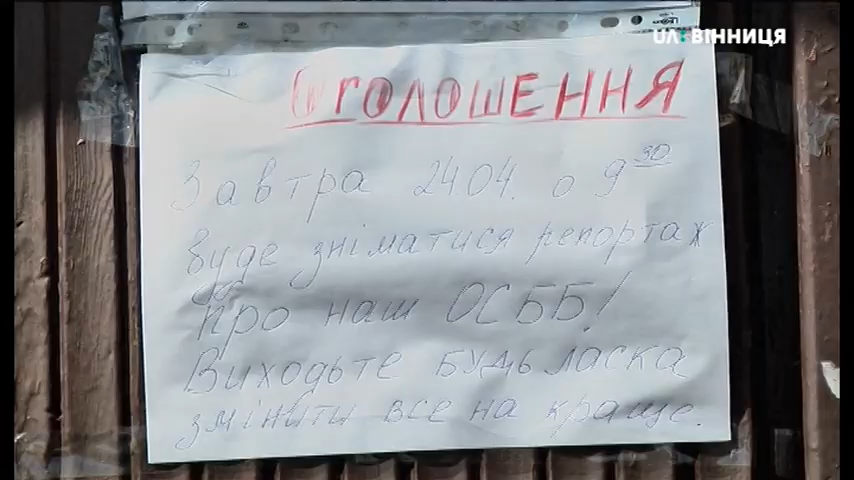 UA: ВІННИЦЯ
Оголошення
Завтра 24.04. о 9 30
буде зніматися репортаж
про наш ОСББ!
Виходьте будь ласка
змінити все на краще.